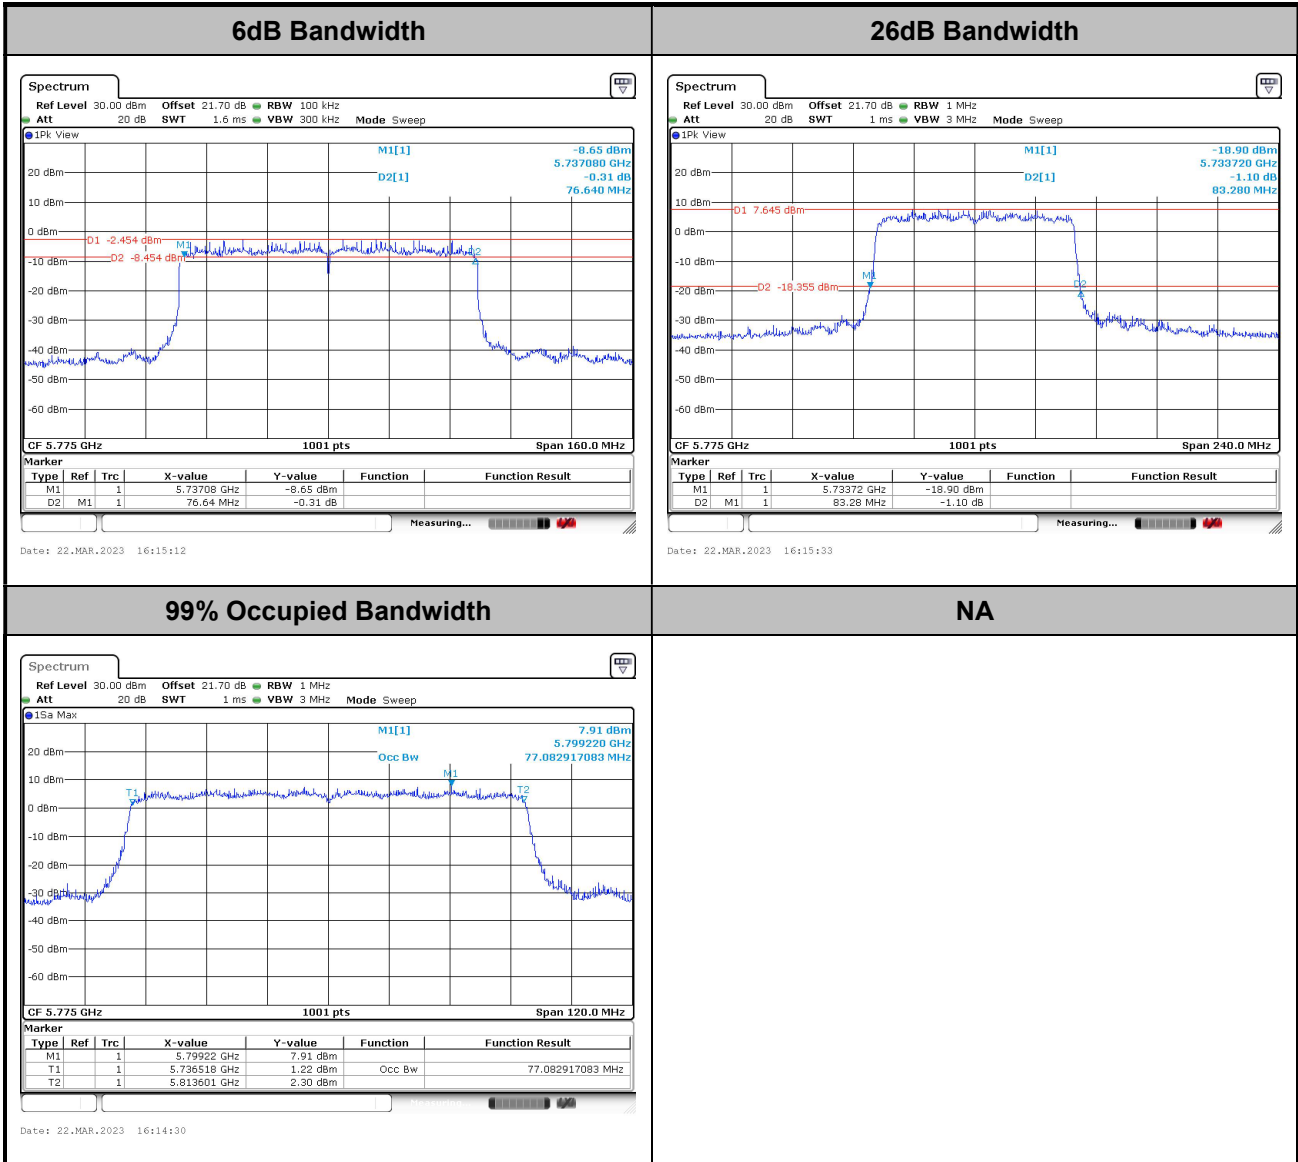 6dB Bandwidth
Spectrum
Ref Level 30.00 dBm Offset 21.70 dB RBW 100 kHz
Att 20 dB SWT 1.6 ms VBW 300 kHz Mode Sweep
1Pk View
M1[1] -8.65 dBm
5.737080 GHz
20 dBm
D2[1] -0.31 dB
76.640 MHz
10 dBm
0 dBm
D1 -2.454 dBm
M1
D2
D2 -8.454 dBm
-10 dBm
-20 dBm
-30 dBm
-40 dBm
-50 dBm
-60 dBm
CF 5.775 GHz 1001 pts Span 160.0 MHz
Marker
Type Ref Trc X-value Y-value Function Function Result
M1 1 5.73708 GHz -8.65 dBm
D2 M1 1 76.64 MHz -0.31 dB
Measuring...
Date: 22.MAR.2023 16:15:12
26dB Bandwidth
Spectrum
Ref Level 30.00 dBm Offset 21.70 dB RBW 1 MHz
Att 20 dB SWT 1 ms VBW 3 MHz Mode Sweep
1Pk View
M1[1] -18.90 dBm
5.733720 GHz
20 dBm
D2[1] -1.10 dB
83.280 MHz
10 dBm
D1 7.645 dBm
0 dBm
-10 dBm
M1
D2
-20 dBm
D2 -18.355 dBm
-30 dBm
-40 dBm
-50 dBm
-60 dBm
CF 5.775 GHz 1001 pts Span 240.0 MHz
Marker
Type Ref Trc X-value Y-value Function Function Result
M1 1 5.73372 GHz -18.90 dBm
D2 M1 1 83.28 MHz -1.10 dB
Measuring...
Date: 22.MAR.2023 16:15:33
99% Occupied Bandwidth
Spectrum
Ref Level 30.00 dBm Offset 21.70 dB RBW 1 MHz
Att 20 dB SWT 1 ms VBW 3 MHz Mode Sweep
1Sa Max
M1[1] 7.91 dBm
5.799220 GHz
20 dBm
Occ Bw 77.082917083 MHz
M1
10 dBm
T1
T2
0 dBm
-10 dBm
-20 dBm
-30 dBm
-40 dBm
-50 dBm
-60 dBm
CF 5.775 GHz 1001 pts Span 120.0 MHz
Marker
Type Ref Trc X-value Y-value Function Function Result
M1 1 5.79922 GHz 7.91 dBm
T1 1 5.736518 GHz 1.22 dBm Occ Bw 77.082917083 MHz
T2 1 5.813601 GHz 2.30 dBm
Measuring...
Date: 22.MAR.2023 16:14:30
NA